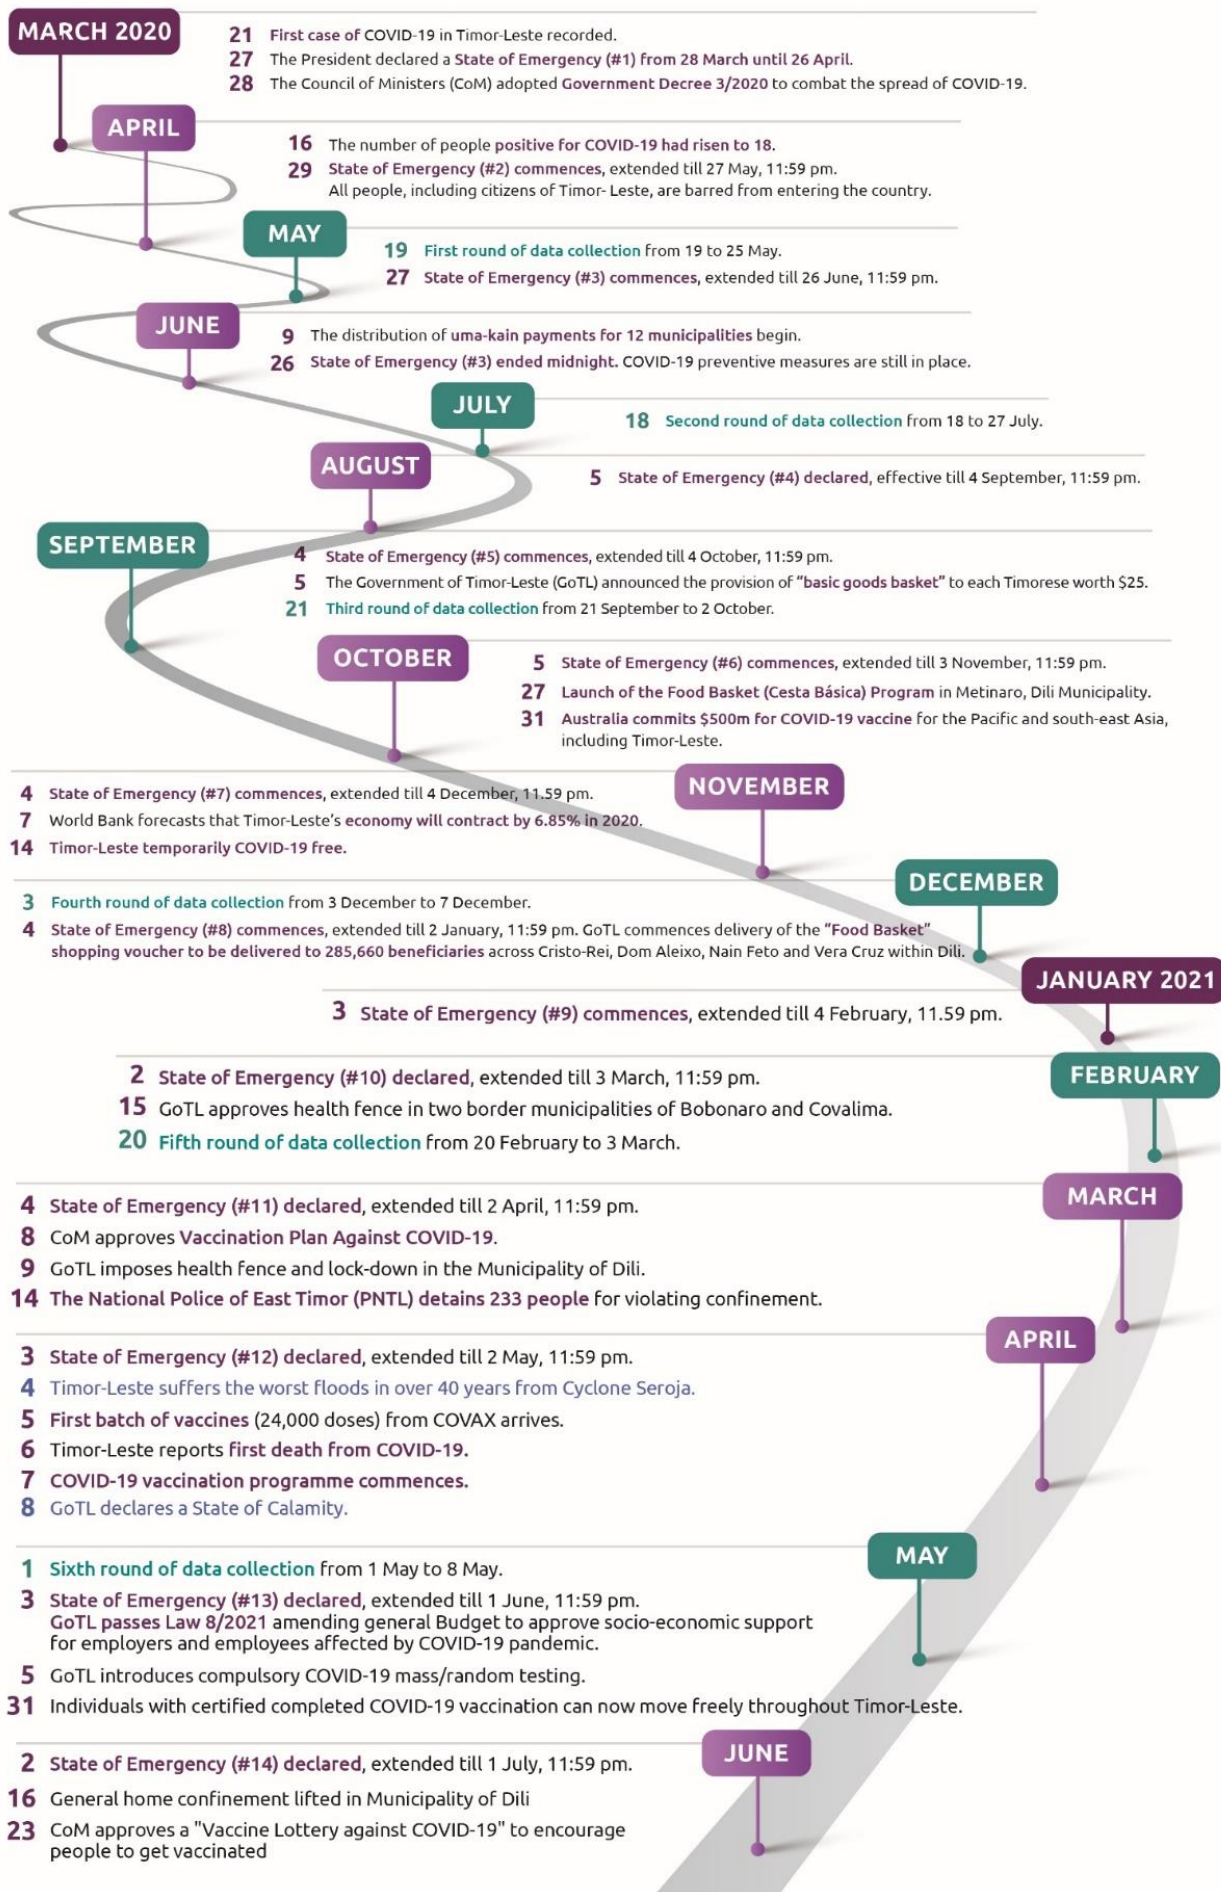 MARCH 2020
21 First case of COVID-19 in Timor-Leste recorded.
27 The President declared a State of Emergency (#1) from 28 March until 26 April.
28 The Council of Ministers (CoM) adopted Government Decree 3/2020 to combat the spread of COVID-19.
APRIL
16 The number of people positive for COVID-19 had risen to 18.
29 State of Emergency (#2) commences, extended till 27 May, 11:59 pm.
All people, including citizens of Timor- Leste, are barred from entering the country.
MAY
19 First round of data collection from 19 to 25 May.
27 State of Emergency (#3) commences, extended till 26 June, 11:59 pm.
JUNE
9 The distribution of uma-kain payments for 12 municipalities begin.
26 State of Emergency (#3) ended midnight. COVID-19 preventive measures are still in place.
JULY
18 Second round of data collection from 18 to 27 July.
AUGUST
5 State of Emergency (#4) declared, effective till 4 September, 11:59 pm.
SEPTEMBER
4 State of Emergency (#5) commences, extended till 4 October, 11:59 pm.
5 The Government of Timor-Leste (GoTL) announced the provision of “basic goods basket” to each Timorese worth $25.
21 Third round of data collection from 21 September to 2 October.
OCTOBER
5 State of Emergency (#6) commences, extended till 3 November, 11:59 pm.
27 Launch of the Food Basket (Cesta Básica) Program in Metinaro, Dili Municipality.
31 Australia commits $500m for COVID-19 vaccine for the Pacific and south-east Asia,
including Timor-Leste.
NOVEMBER
4 State of Emergency (#7) commences, extended till 4 December, 11.59 pm.
7 World Bank forecasts that Timor-Leste’s economy will contract by 6.85% in 2020.
14 Timor-Leste temporarily COVID-19 free.
DECEMBER
3 Fourth round of data collection from 3 December to 7 December.
4 State of Emergency (#8) commences, extended till 2 January, 11:59 pm. GoTL commences delivery of the “Food Basket”
shopping voucher to be delivered to 285,660 beneficiaries across Cristo-Rei, Dom Aleixo, Nain Feto and Vera Cruz within Dili.
JANUARY 2021
3 State of Emergency (#9) commences, extended till 4 February, 11.59 pm.
FEBRUARY
2 State of Emergency (#10) declared, extended till 3 March, 11:59 pm.
15 GoTL approves health fence in two border municipalities of Bobonaro and Covalima.
20 Fifth round of data collection from 20 February to 3 March.
MARCH
4 State of Emergency (#11) declared, extended till 2 April, 11:59 pm.
8 CoM approves Vaccination Plan Against COVID-19.
9 GoTL imposes health fence and lock-down in the Municipality of Dili.
14 The National Police of East Timor (PNTL) detains 233 people for violating confinement.
APRIL
3 State of Emergency (#12) declared, extended till 2 May, 11:59 pm.
4 Timor-Leste suffers the worst floods in over 40 years from Cyclone Seroja.
5 First batch of vaccines (24,000 doses) from COVAX arrives.
6 Timor-Leste reports first death from COVID-19.
7 COVID-19 vaccination programme commences.
8 GoTL declares a State of Calamity.
MAY
1 Sixth round of data collection from 1 May to 8 May.
3 State of Emergency (#13) declared, extended till 1 June, 11:59 pm.
GoTL passes Law 8/2021 amending general Budget to approve socio-economic support
for employers and employees affected by COVID-19 pandemic.
5 GoTL introduces compulsory COVID-19 mass/random testing.
31 Individuals with certified completed COVID-19 vaccination can now move freely throughout Timor-Leste.
JUNE
2 State of Emergency (#14) declared, extended till 1 July, 11:59 pm.
16 General home confinement lifted in Municipality of Dili
23 CoM approves a "Vaccine Lottery against COVID-19" to encourage
people to get vaccinated